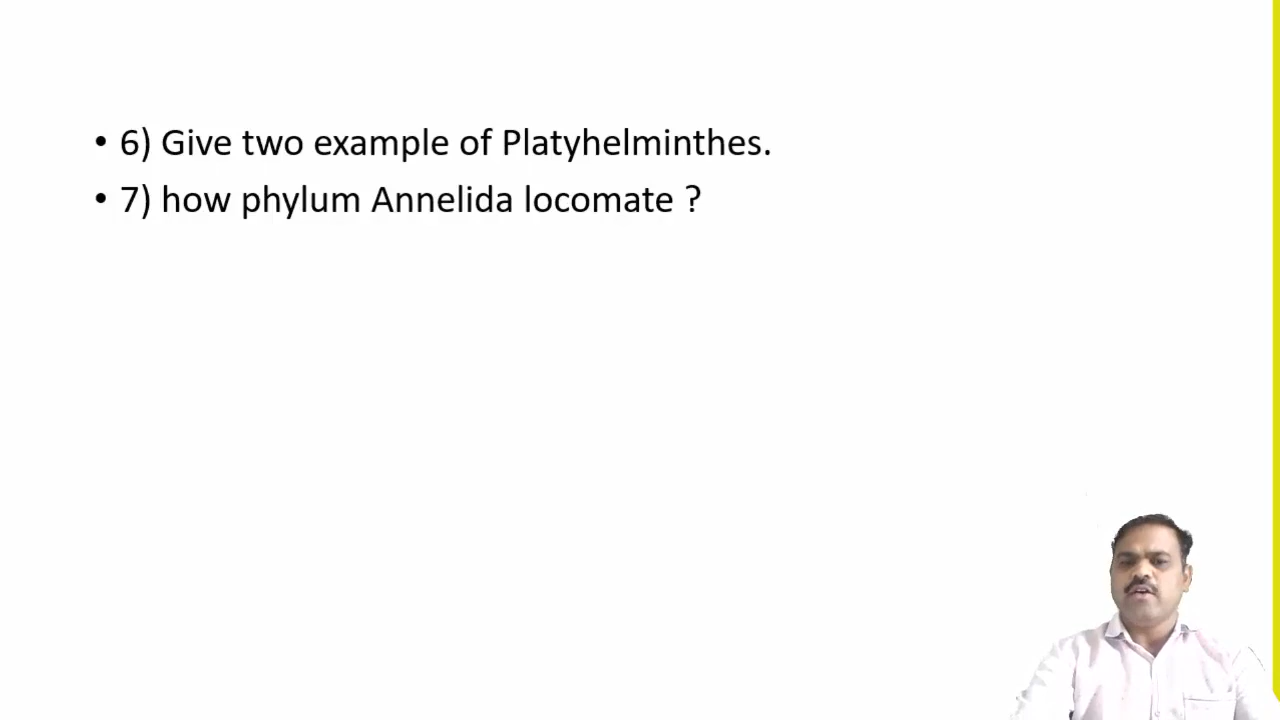 • 6) Give two example of Platyhelminthes.
• 7) how phylum Annelida locomate ?